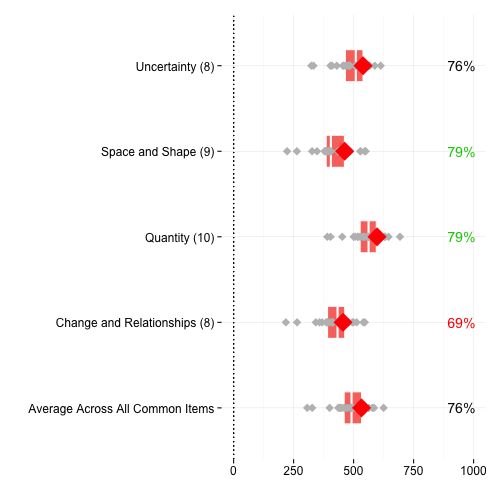 Uncertainty (8) 76%
Space and Shape (9) 79%
Quantity (10) 79%
Change and Relationships (8) 69%
Average Across All Common Items 76%
0 250 500 750 1000